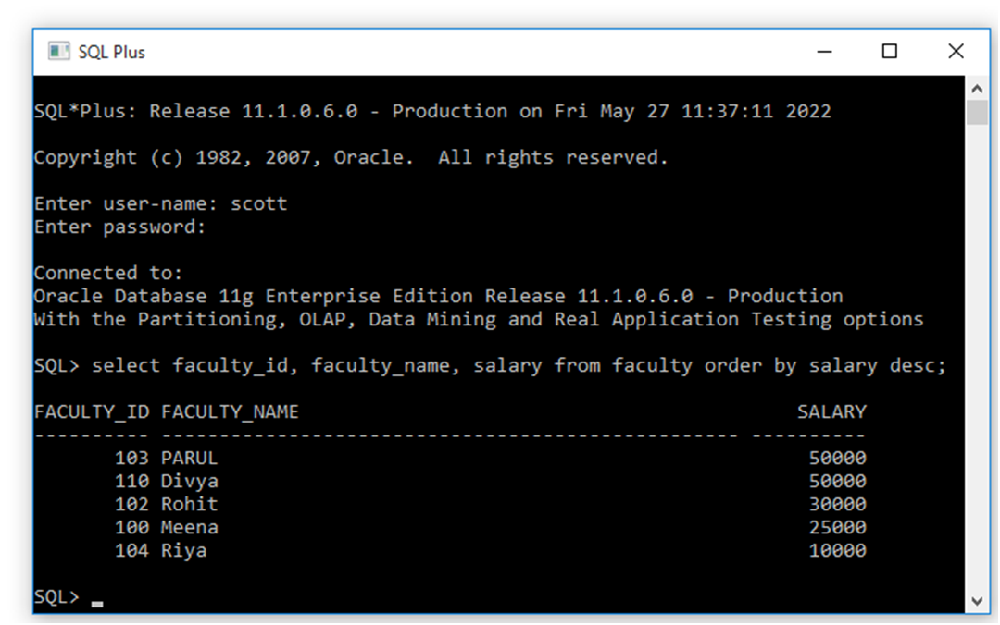 SQL Plus
SQL*Plus: Release 11.1.0.6.0 - Production on Fri May 27 11:37:11 2022
Copyright (c) 1982, 2007, Oracle.  All rights reserved.
Enter user-name: scott
Enter password:
Connected to:
Oracle Database 11g Enterprise Edition Release 11.1.0.6.0 - Production
With the Partitioning, OLAP, Data Mining and Real Application Testing options
SQL> select faculty_id, faculty_name, salary from faculty order by salary desc;
FACULTY_ID FACULTY_NAME                                           SALARY
---------- -------------------------------------------------- ----------
       103 PARUL                                                   50000
       110 Divya                                                   50000
       102 Rohit                                                   30000
       100 Meena                                                   25000
       104 Riya                                                    10000
SQL> _